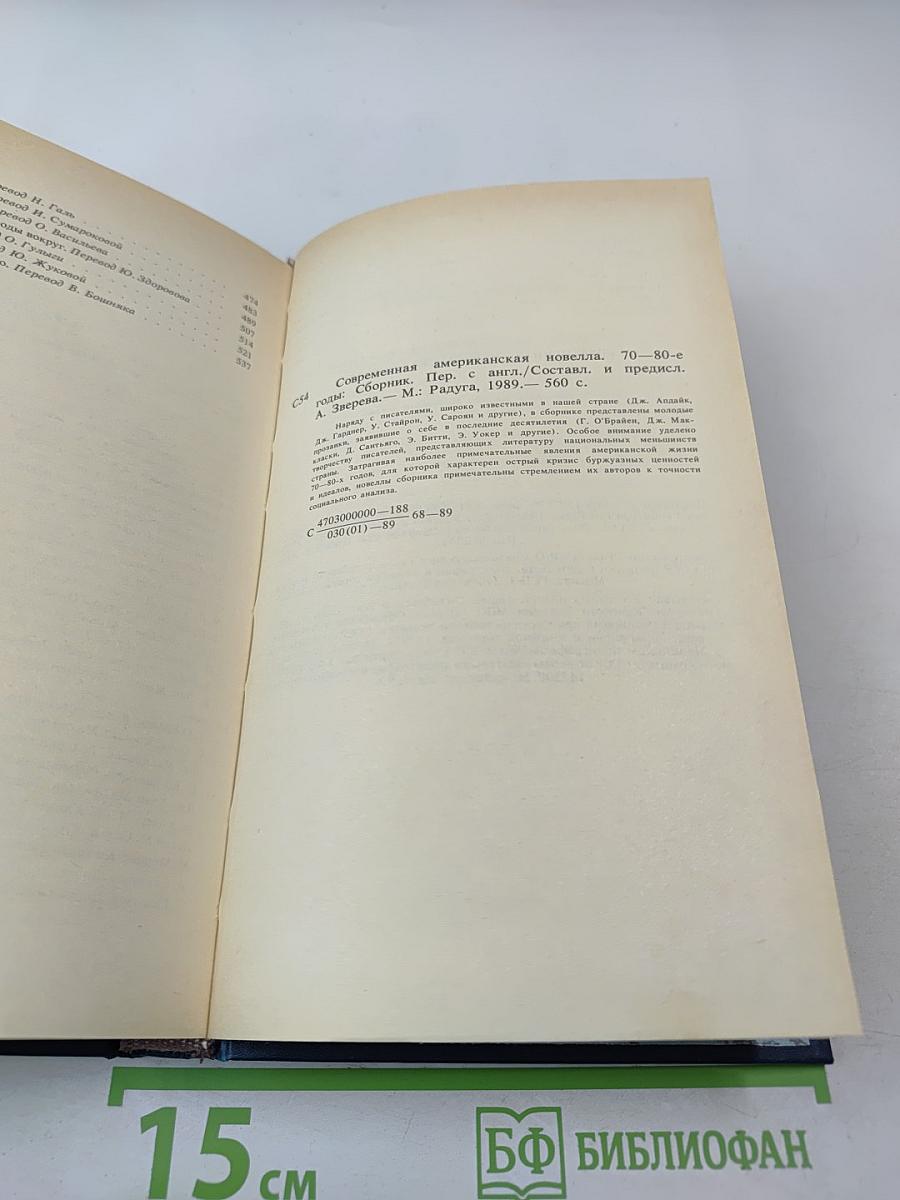 ревод Н. Галь
ревод И. Сумароковой
ревод О. Васильева
оды вокруг. Перевод Ю. Здоровова
О. Гулыги
Ю. Жуковой
о. Перевод В. Бошняка
474
483
489
507
514
521
537
Современная американская новелла. 70—80-е
С54 годы: Сборник. Пер. с англ./Составл. и предисл.
А. Зверева.— М.: Радуга, 1989.— 560 с.
Наряду с писателями, широко известными в нашей стране (Дж. Апдайк,
Дж. Гарднер, У. Стайрон, У. Сароян и другие), в сборнике представлены молодые
прозаики, заявившие о себе в последние десятилетия (Г. О'Брайен, Дж. Мак-
класки, Д. Сантьяго, Э. Битти, Э. Уокер и другие). Особое внимание уделено
творчеству писателей, представляющих литературу национальных меньшинств
страны. Затрагивая наиболее примечательные явления американской жизни
70—80-х годов, для которой характерен острый кризис буржуазных ценностей
и идеалов, новеллы сборника примечательны стремлением их авторов к точности
социального анализа.
С 4703000000—188
030(01)—89 68—89
15 см
БФ БИБЛИОФАН